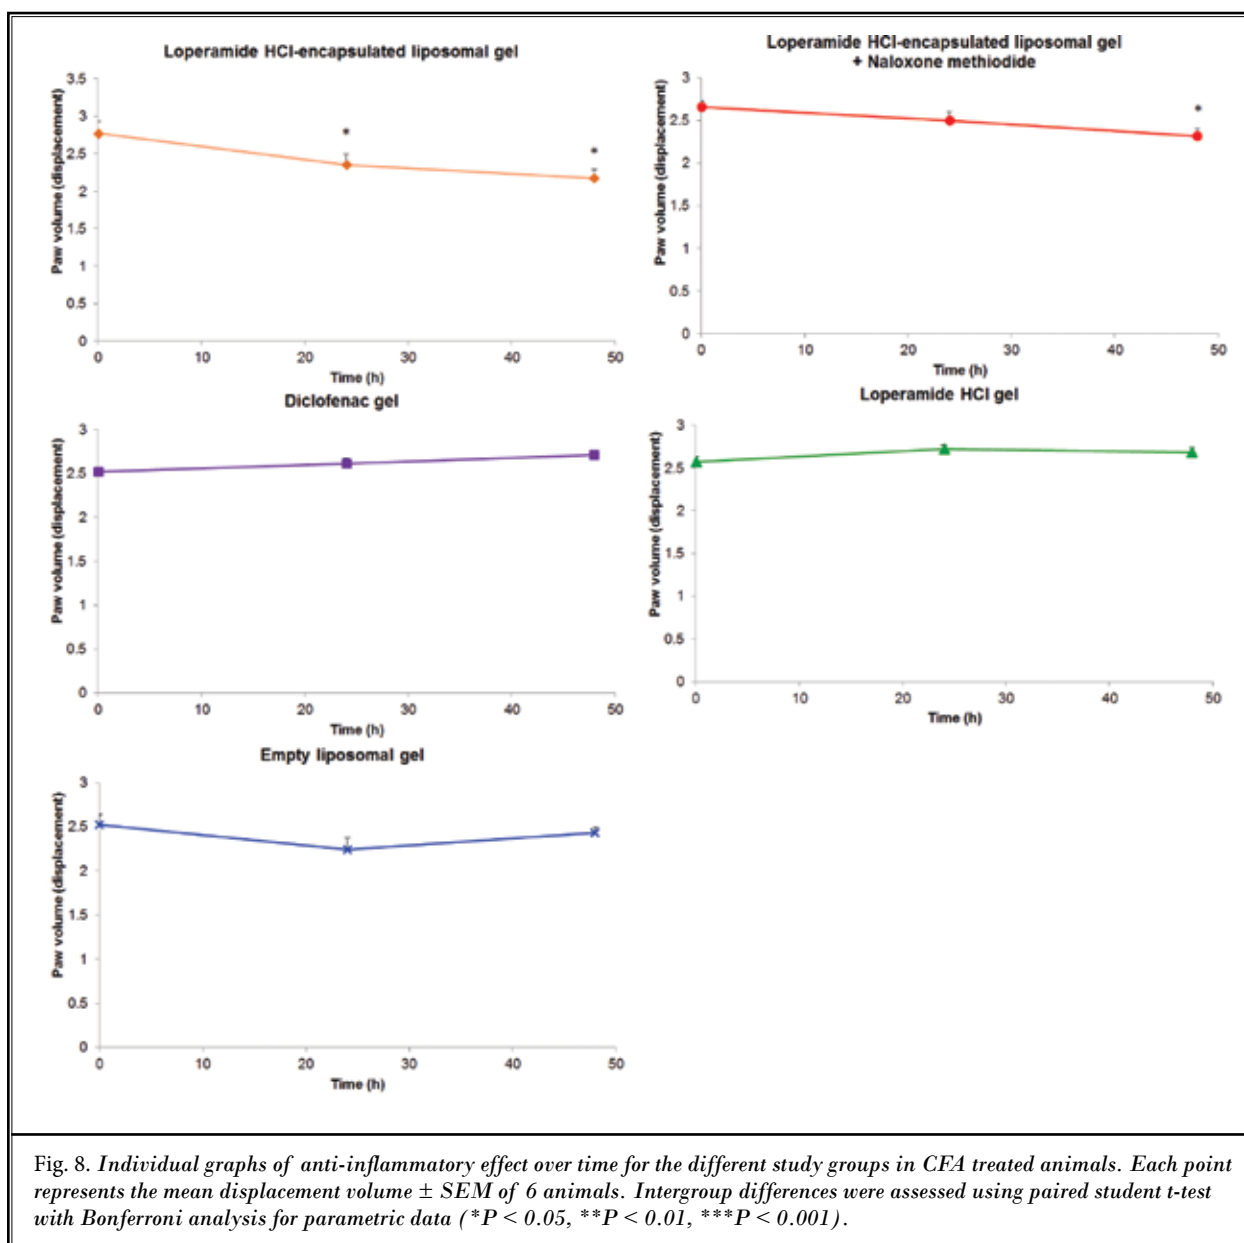 Loperamide HCl-encapsulated liposomal gel
Paw volume (displacement)
3.5
3
2.5
2
1.5
1
0.5
0
*
*
0 10 20 30 40 50
Time (h)
Loperamide HCl-encapsulated liposomal gel
+ Naloxone methiodide
Paw volume (displacement)
3
2.5
2
1.5
1
0.5
0
*
0 10 20 30 40 50
Time (h)
Diclofenac gel
Paw volume (displacement)
3
2.5
2
1.5
1
0.5
0
0 10 20 30 40 50
Time (h)
Loperamide HCl gel
Paw volume (displacement)
3
2.5
2
1.5
1
0.5
0
0 10 20 30 40 50
Time (h)
Empty liposomal gel
Paw volume (displacement)
3
2.5
2
1.5
1
0.5
0
0 10 20 30 40 50
Time (h)
Fig. 8. Individual graphs of anti-inflammatory effect over time for the different study groups in CFA treated animals. Each point
represents the mean displacement volume ± SEM of 6 animals. Intergroup differences were assessed using paired student t-test
with Bonferroni analysis for parametric data (*P < 0.05, **P < 0.01, ***P < 0.001).